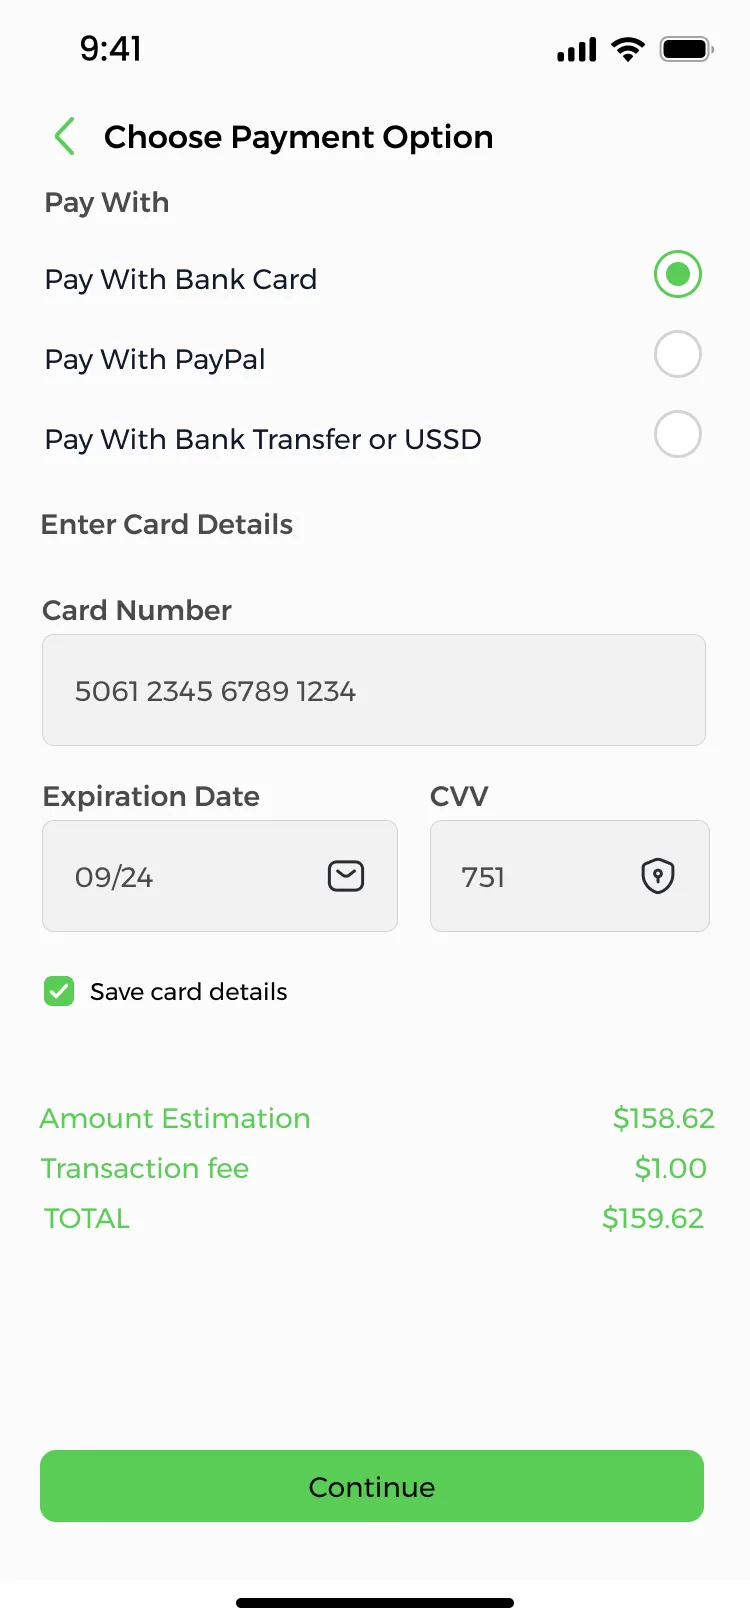 9:41
Choose Payment Option
Pay With
Pay With Bank Card
Pay With PayPal
Pay With Bank Transfer or USSD
Enter Card Details
Card Number
5061 2345 6789 1234
Expiration Date CVV
09/24 751
Save card details
Amount Estimation $158.62
Transaction fee $1.00
TOTAL $159.62
Continue